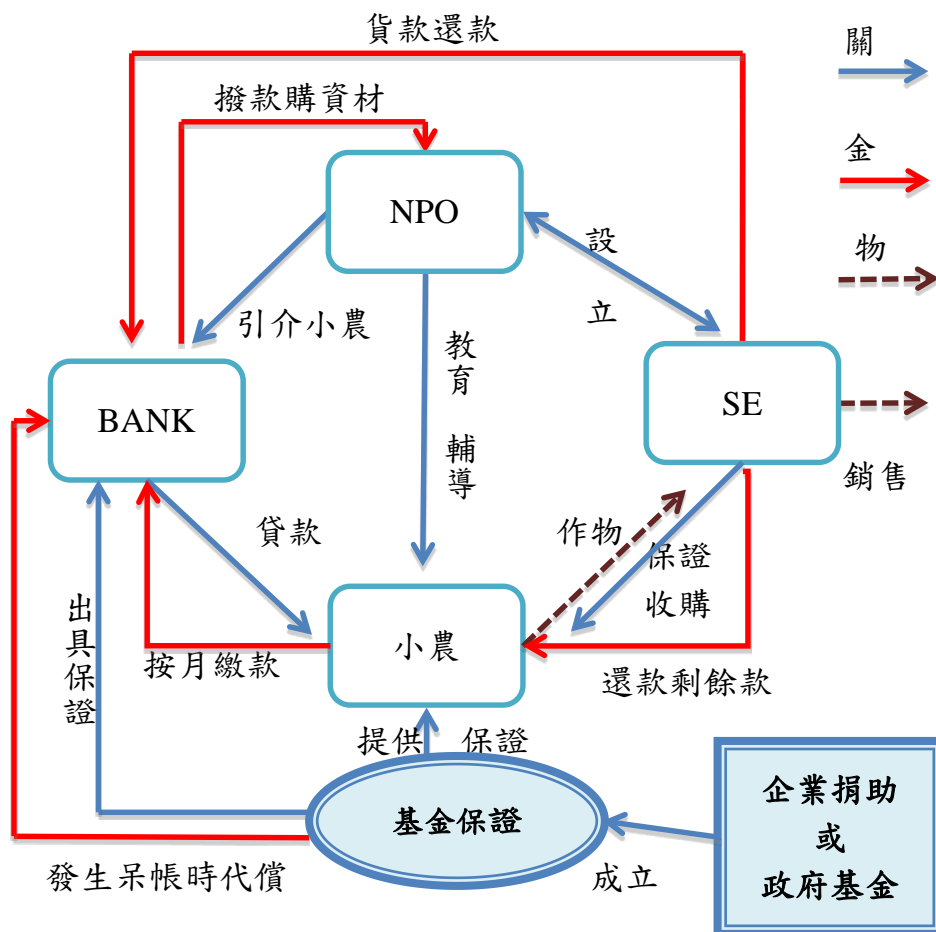 貨款還款
關
撥款購資材
金
NPO
設
立
物
引介小農
教育
輔導
BANK
SE
銷售
貸款
作物
保證
收購
出具保證
小農
按月繳款
還款剩餘款
提供
保證
基金保證
企業捐助
或
政府基金
發生呆帳時代償
成立